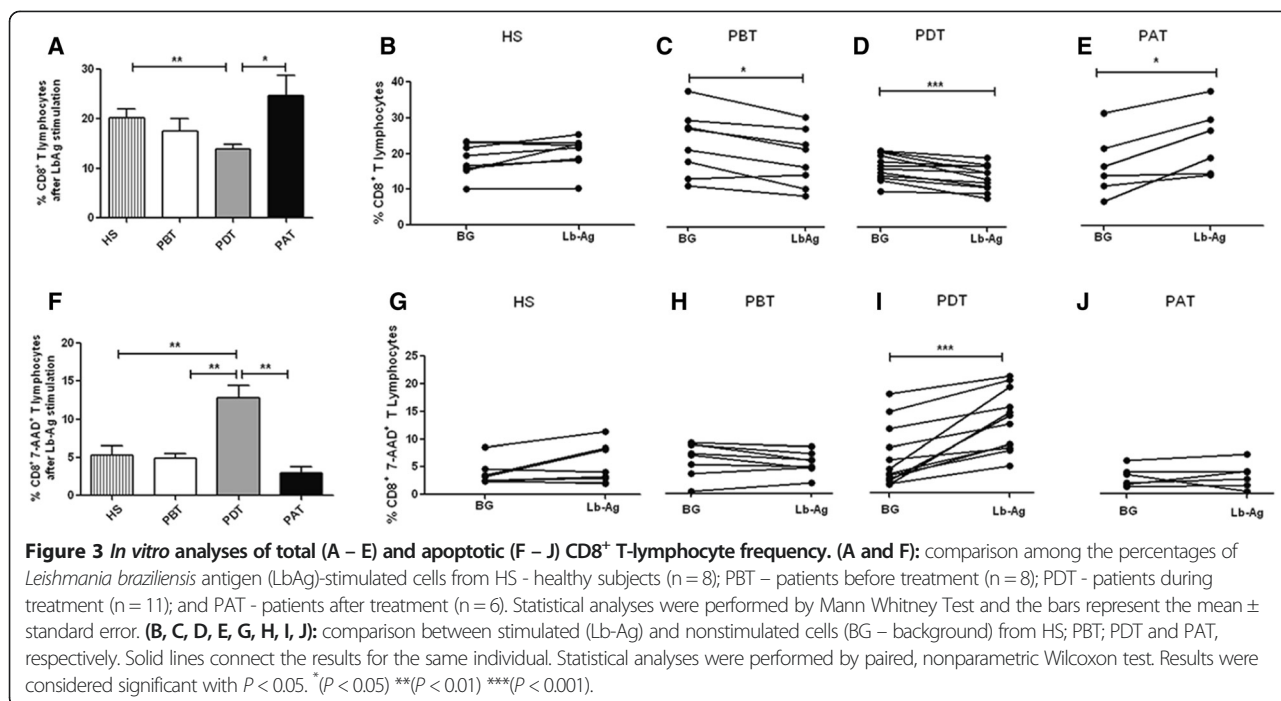 A
% CD8⁺ T lymphocytes
after LbAg stimulation
30
20
10
0
**
*
HS
PBT
PDT
PAT
B
HS
% CD8⁺ T lymphocytes
40
30
20
10
0
BG
Lb-Ag
C
PBT
*
BG
LbAg
D
PDT
***
BG
Lb-Ag
E
PAT
*
BG
Lb-Ag
F
% CD8⁺ 7-AAD⁺ T lymphocytes
after Lb-Ag stimulation
20
15
10
5
0
**
**
**
HS
PBT
PDT
PAT
G
HS
% CD8⁺ 7-AAD⁺ T Lymphocytes
25
20
15
10
5
0
BG
Lb-Ag
H
PBT
BG
Lb-Ag
I
PDT
***
BG
Lb-Ag
J
PAT
BG
Lb-Ag
Figure 3 In vitro analyses of total (A – E) and apoptotic (F – J) CD8⁺ T-lymphocyte frequency. (A and F): comparison among the percentages of
Leishmania braziliensis antigen (LbAg)-stimulated cells from HS - healthy subjects (n = 8); PBT – patients before treatment (n = 8); PDT - patients during
treatment (n = 11); and PAT - patients after treatment (n = 6). Statistical analyses were performed by Mann Whitney Test and the bars represent the mean ±
standard error. (B, C, D, E, G, H, I, J): comparison between stimulated (Lb-Ag) and nonstimulated cells (BG – background) from HS; PBT; PDT and PAT,
respectively. Solid lines connect the results for the same individual. Statistical analyses were performed by paired, nonparametric Wilcoxon test. Results were
considered significant with P < 0.05. *(P < 0.05) **(P < 0.01) ***(P < 0.001).